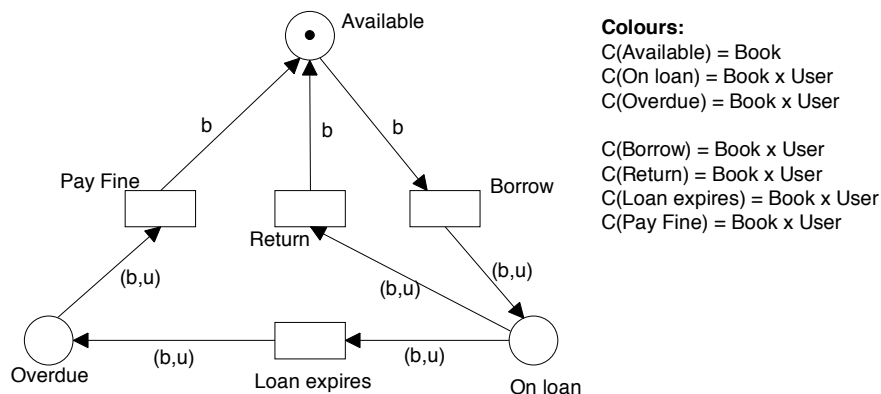 Available
Colours:
C(Available) = Book
C(On loan) = Book x User
C(Overdue) = Book x User
C(Borrow) = Book x User
C(Return) = Book x User
C(Loan expires) = Book x User
C(Pay Fine) = Book x User
b
b
b
Pay Fine
Borrow
Return
(b,u)
(b,u)
(b,u)
(b,u)
(b,u)
Overdue
Loan expires
On loan